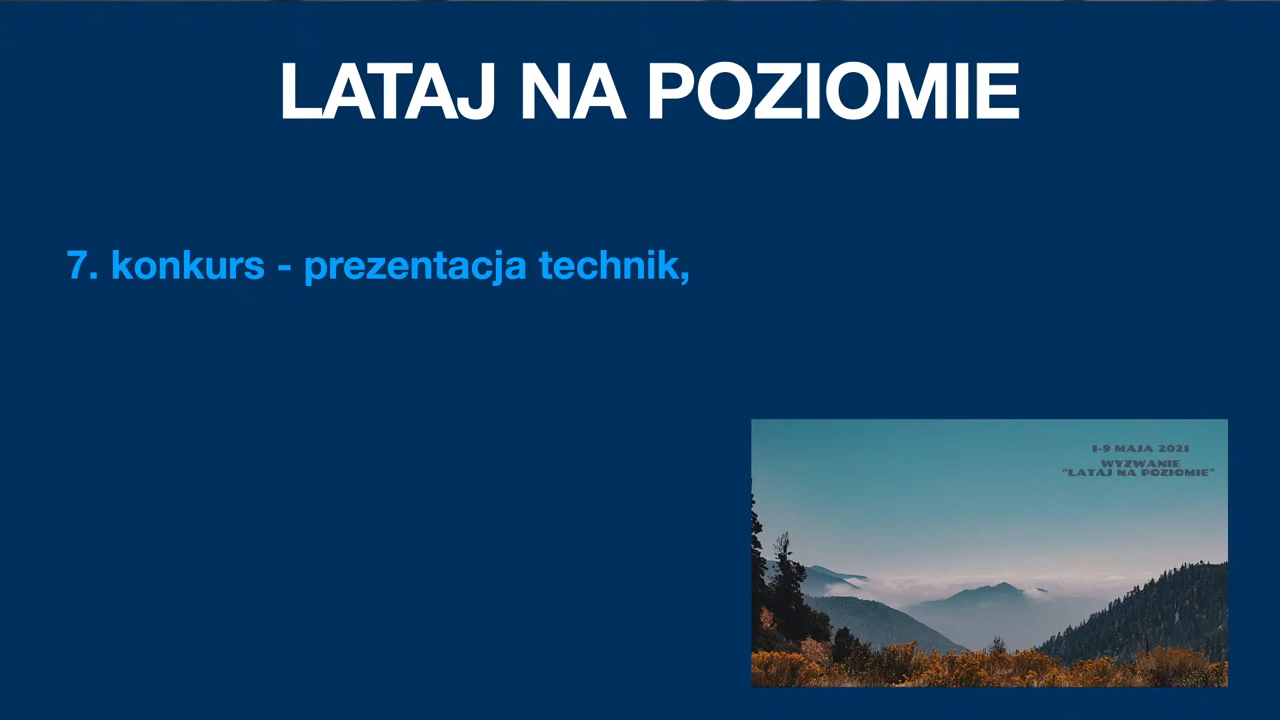 LATAJ NA POZIOMIE
7. konkurs - prezentacja technik,
1-9 MAJA 2021
WYZWANIE
"LATAJ NA POZIOMIE"